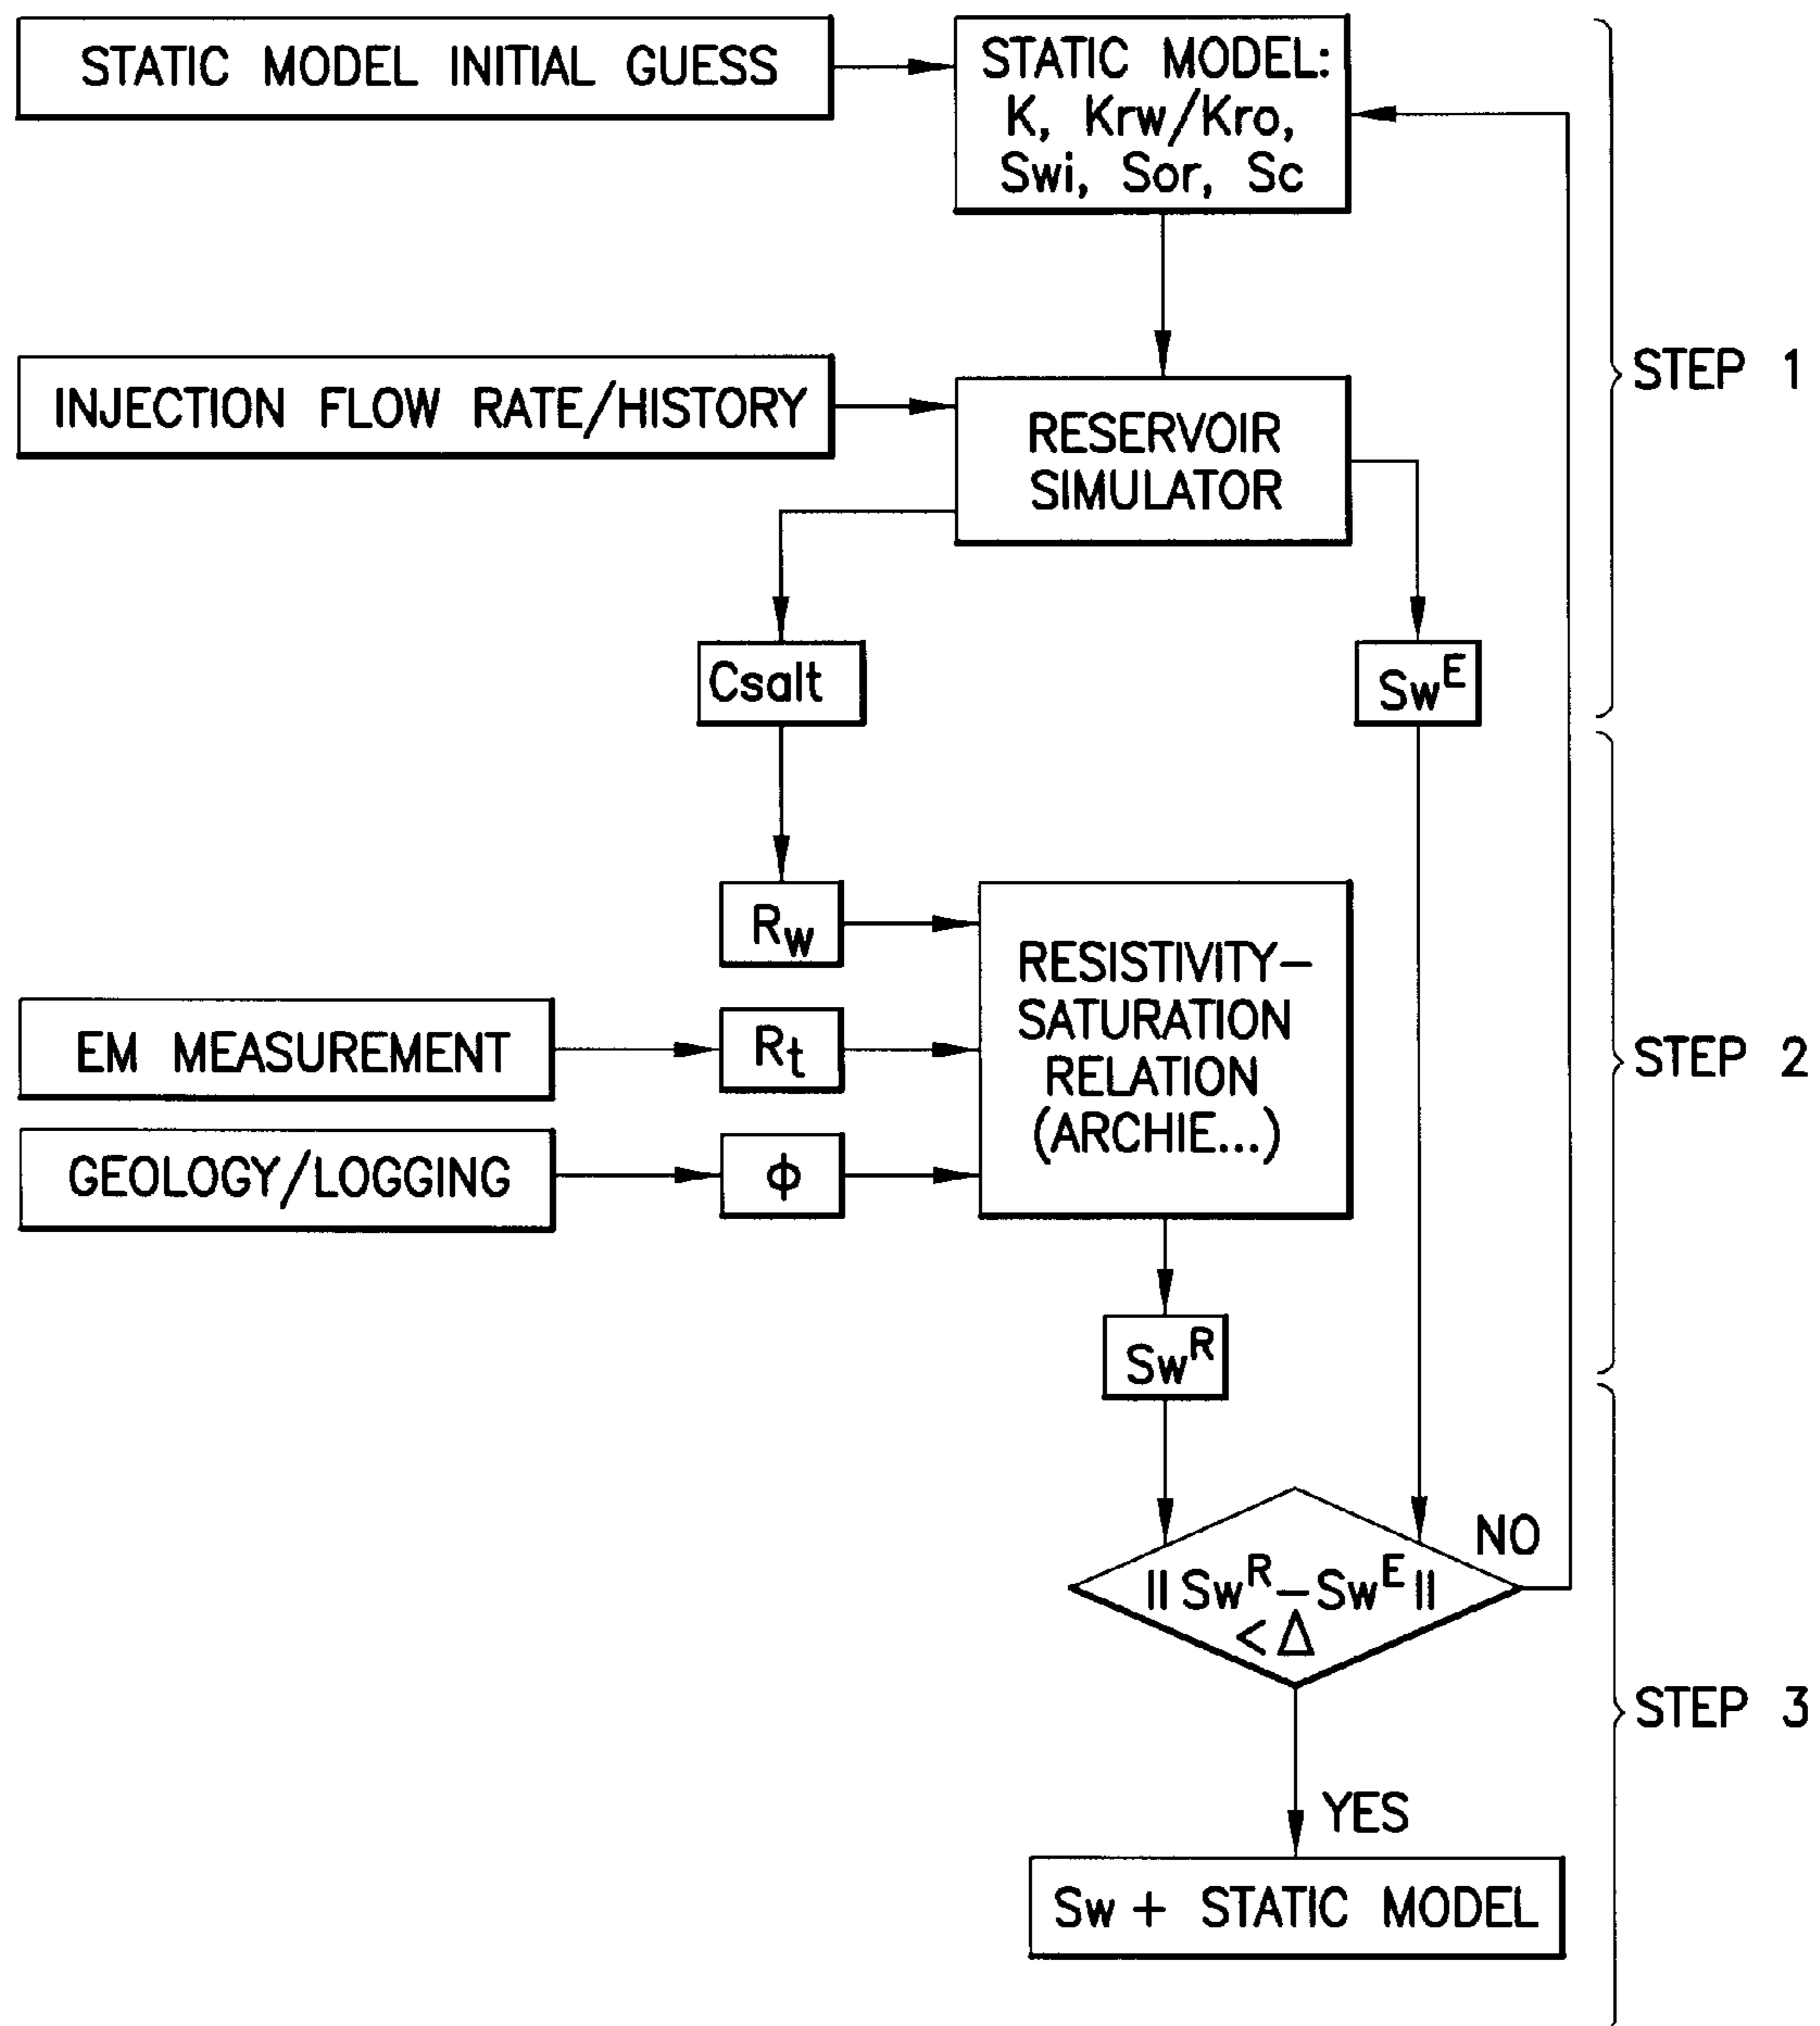 STATIC MODEL INITIAL GUESS
STATIC MODEL:
K, Krw/Kro,
Swi, Sor, Sc
STEP 1
INJECTION FLOW RATE/HISTORY
RESERVOIR
SIMULATOR
Csalt
Sw^E
Rw
RESISTIVITY-
SATURATION
RELATION
(ARCHIE...)
EM MEASUREMENT
Rt
STEP 2
GEOLOGY/LOGGING
ϕ
Sw^R
NO
||Sw^R-Sw^E||
<Δ
STEP 3
YES
Sw + STATIC MODEL